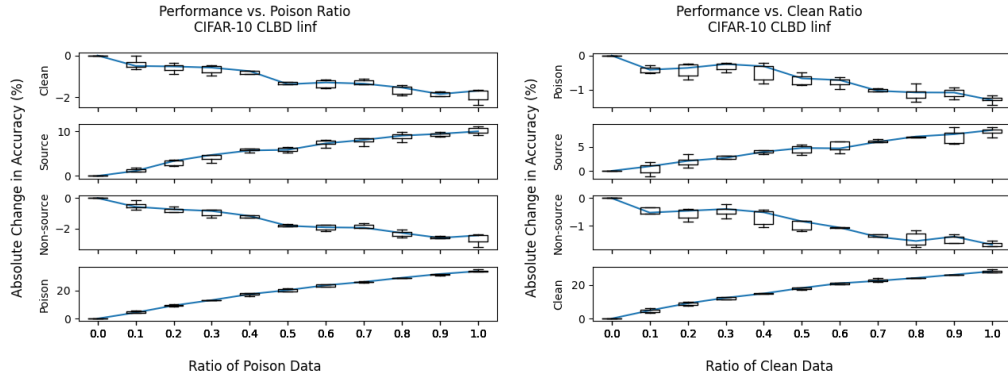 Performance vs. Poison Ratio
CIFAR-10 CLBD linf
Absolute Change in Accuracy (%)
Clean
0
−2
Source
10
0
Non-source
0
−2
Poison
20
0
0.0 0.1 0.2 0.3 0.4 0.5 0.6 0.7 0.8 0.9 1.0
Ratio of Poison Data
Performance vs. Clean Ratio
CIFAR-10 CLBD linf
Absolute Change in Accuracy (%)
Poison
0
−1
Source
5
0
Non-source
0
−1
Clean
20
0
0.0 0.1 0.2 0.3 0.4 0.5 0.6 0.7 0.8 0.9 1.0
Ratio of Clean Data